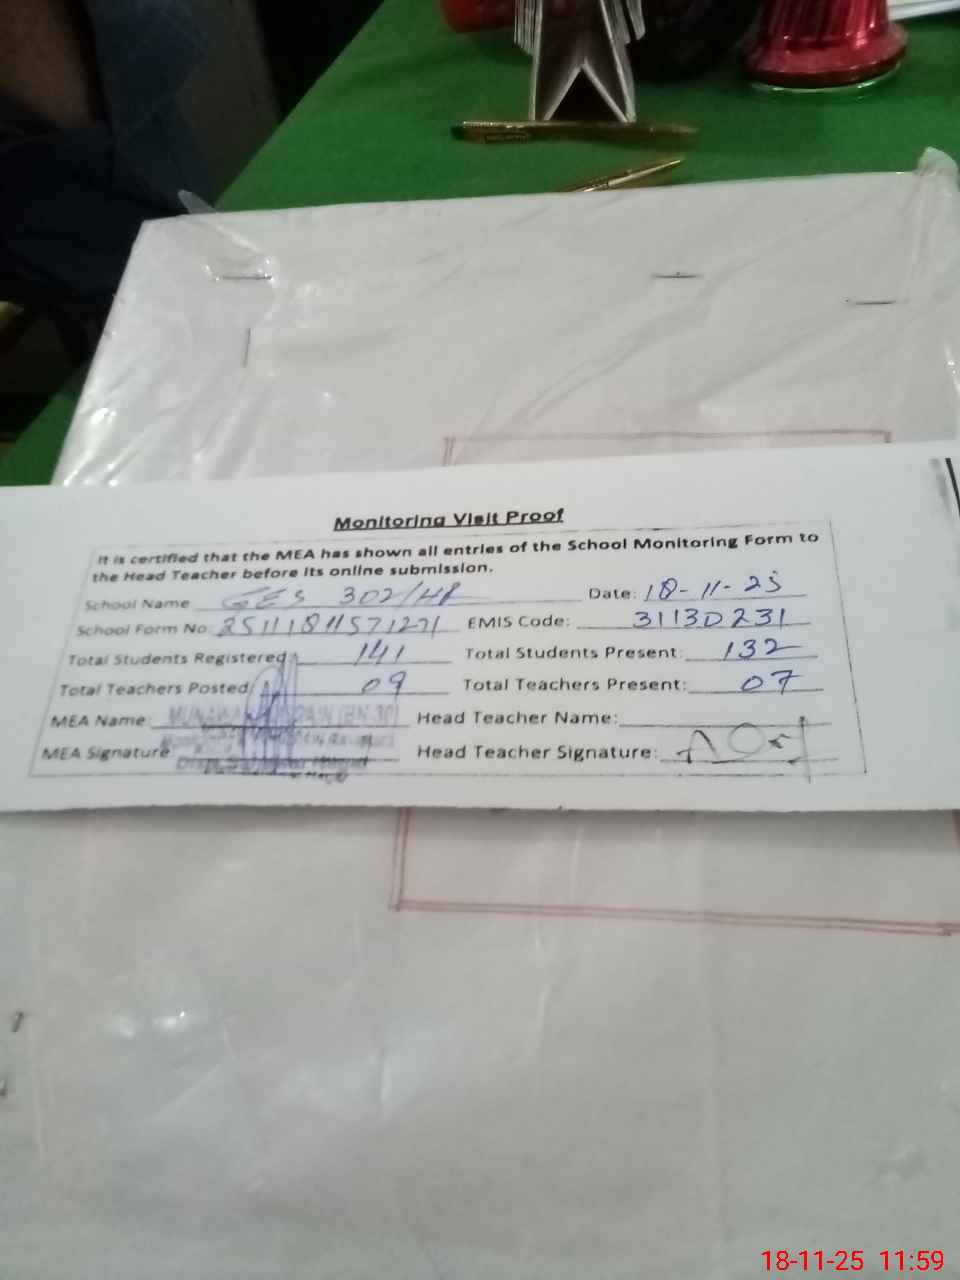 Monitoring Visit Proof
It is certified that the MEA has shown all entries of the School Monitoring Form to
the Head Teacher before its online submission.
School Name GES 302/HR Date: 18-11-25
School Form No: EMIS Code: 31130231
Total Students Registered 141 Total Students Present: 132
Total Teachers Posted 09 Total Teachers Present: 07
MEA Name: (BN-30) Head Teacher Name:
MEA Signature Head Teacher Signature:
18-11-25 11:59